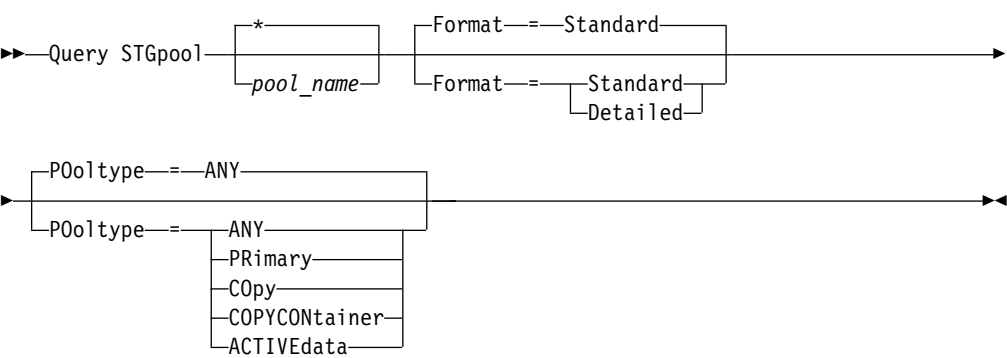 *
Format = Standard
Query STGpool
pool_name
Format = Standard
Detailed
POoltype = ANY
POoltype = ANY
PRimary
COpy
COPYCONtainer
ACTIVEdata